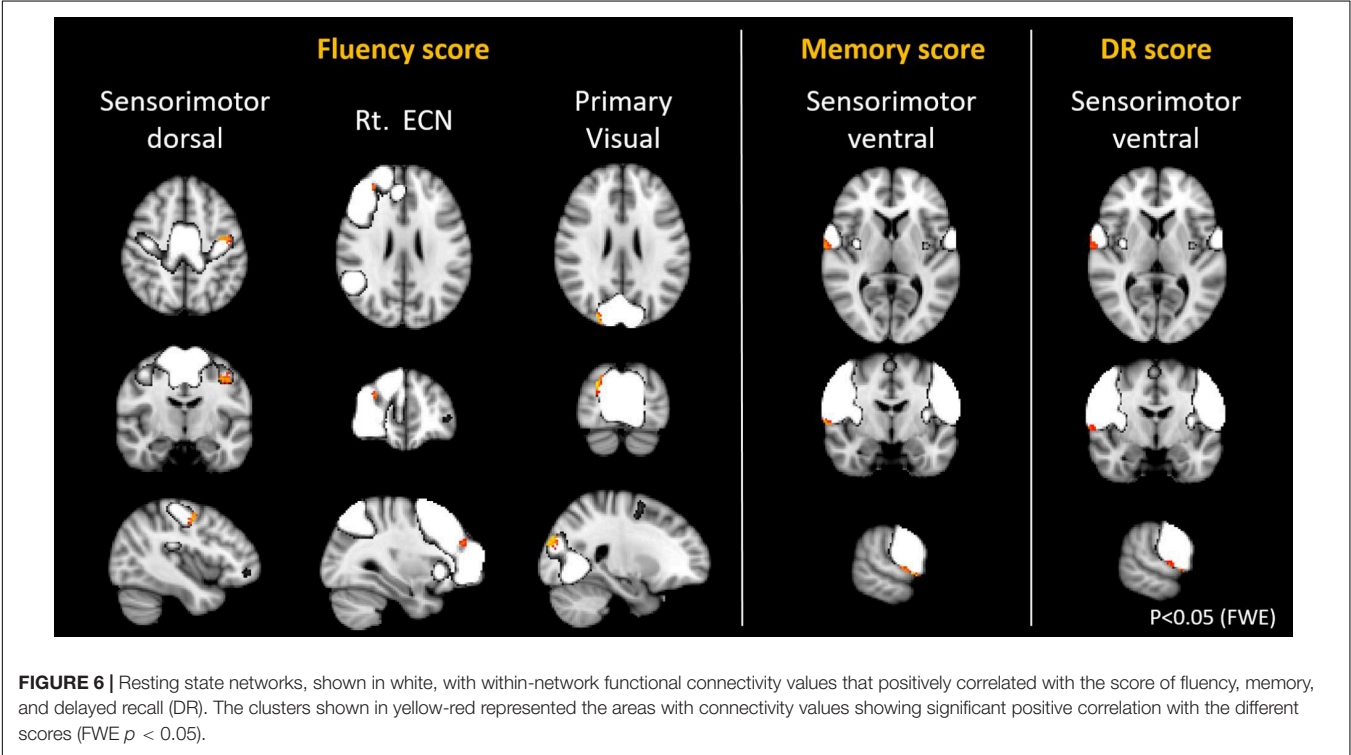 Fluency score
Memory score
DR score
Sensorimotor
dorsal
Rt. ECN
Primary
Visual
Sensorimotor
ventral
Sensorimotor
ventral
P<0.05 (FWE)
FIGURE 6 | Resting state networks, shown in white, with within-network functional connectivity values that positively correlated with the score of fluency, memory,
and delayed recall (DR). The clusters shown in yellow-red represented the areas with connectivity values showing significant positive correlation with the different
scores (FWE p < 0.05).